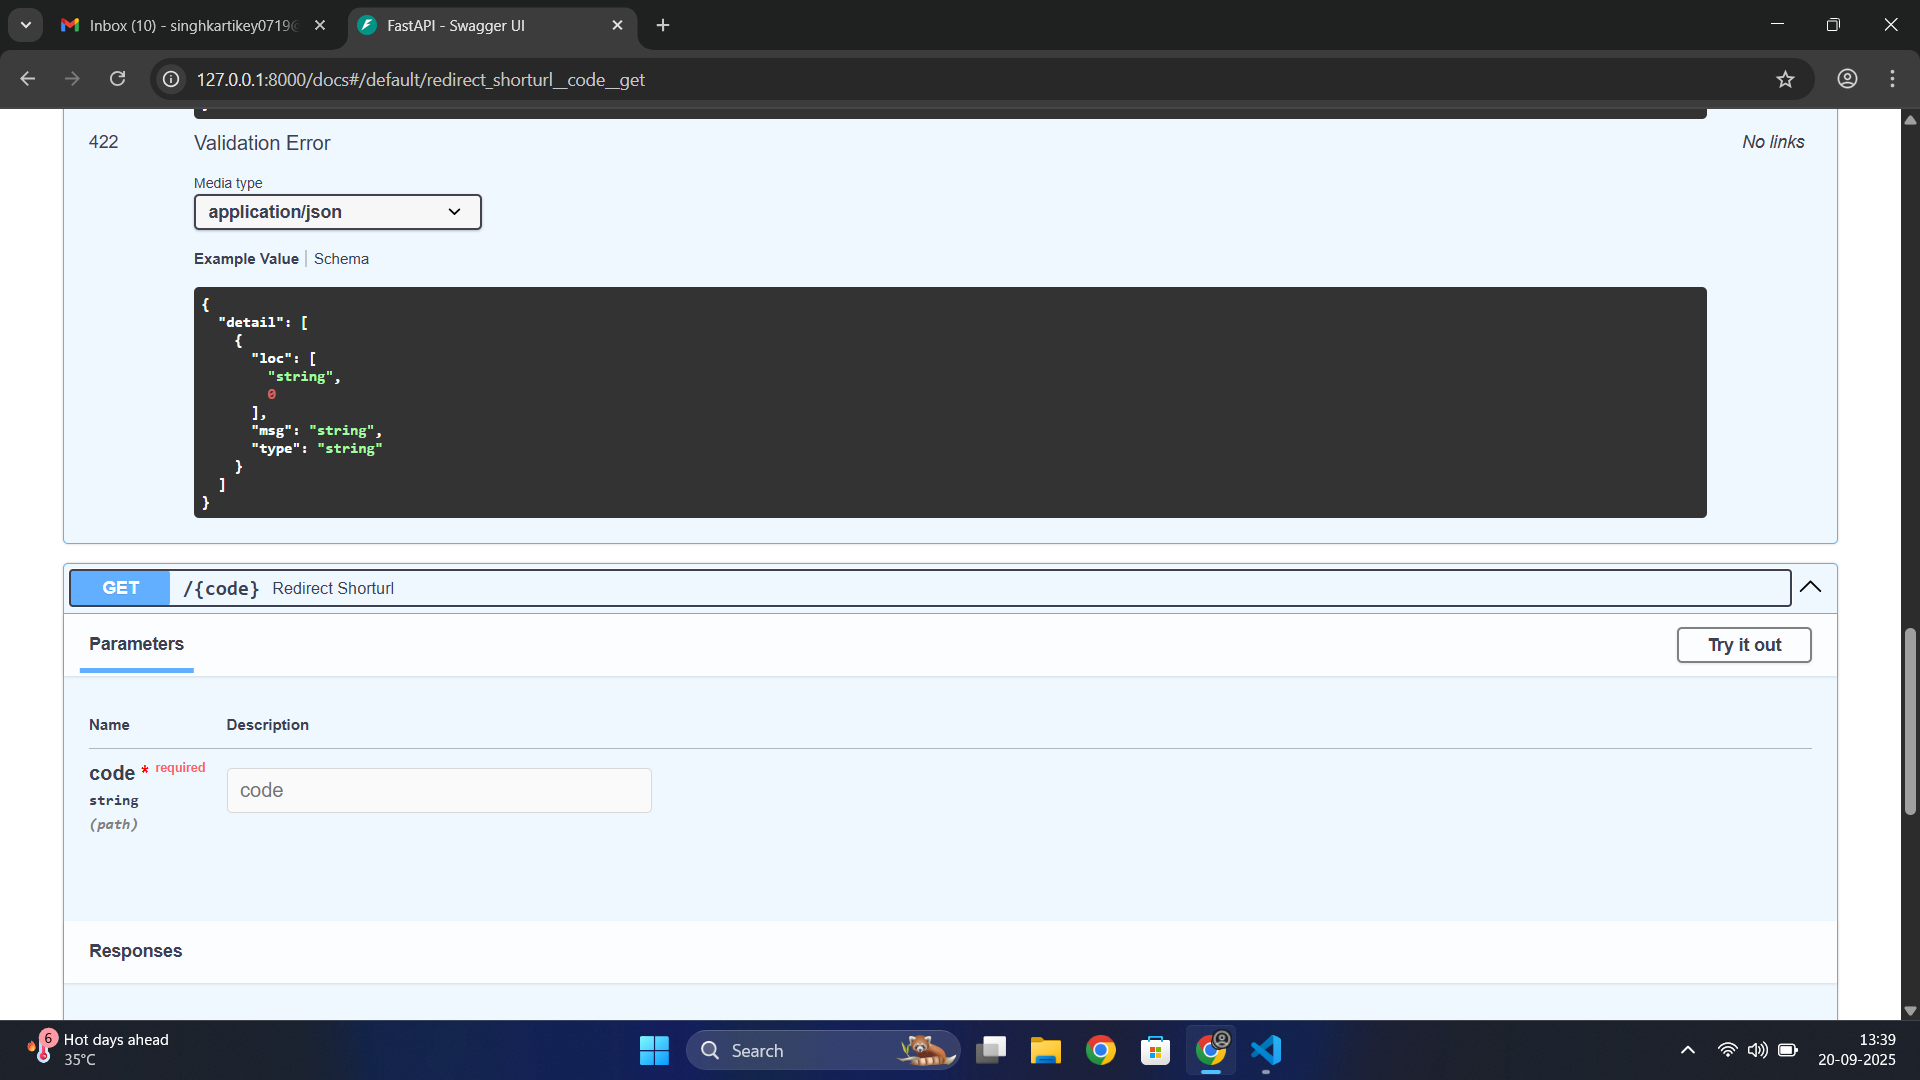 Inbox (10) - singhkartikey0719@
FastAPI - Swagger UI
127.0.0.1:8000/docs#/default/redirect_shorturl__code__get
422
Validation Error
No links
Media type
application/json
Example Value
Schema
{
"detail": [
{
"loc": [
"string",
0
],
"msg": "string",
"type": "string"
}
]
}
GET
/{code}
Redirect Shorturl
Parameters
Try it out
Name
Description
code * required
string
(path)
code
Responses
6
Hot days ahead
35°C
Search
13:39
20-09-2025